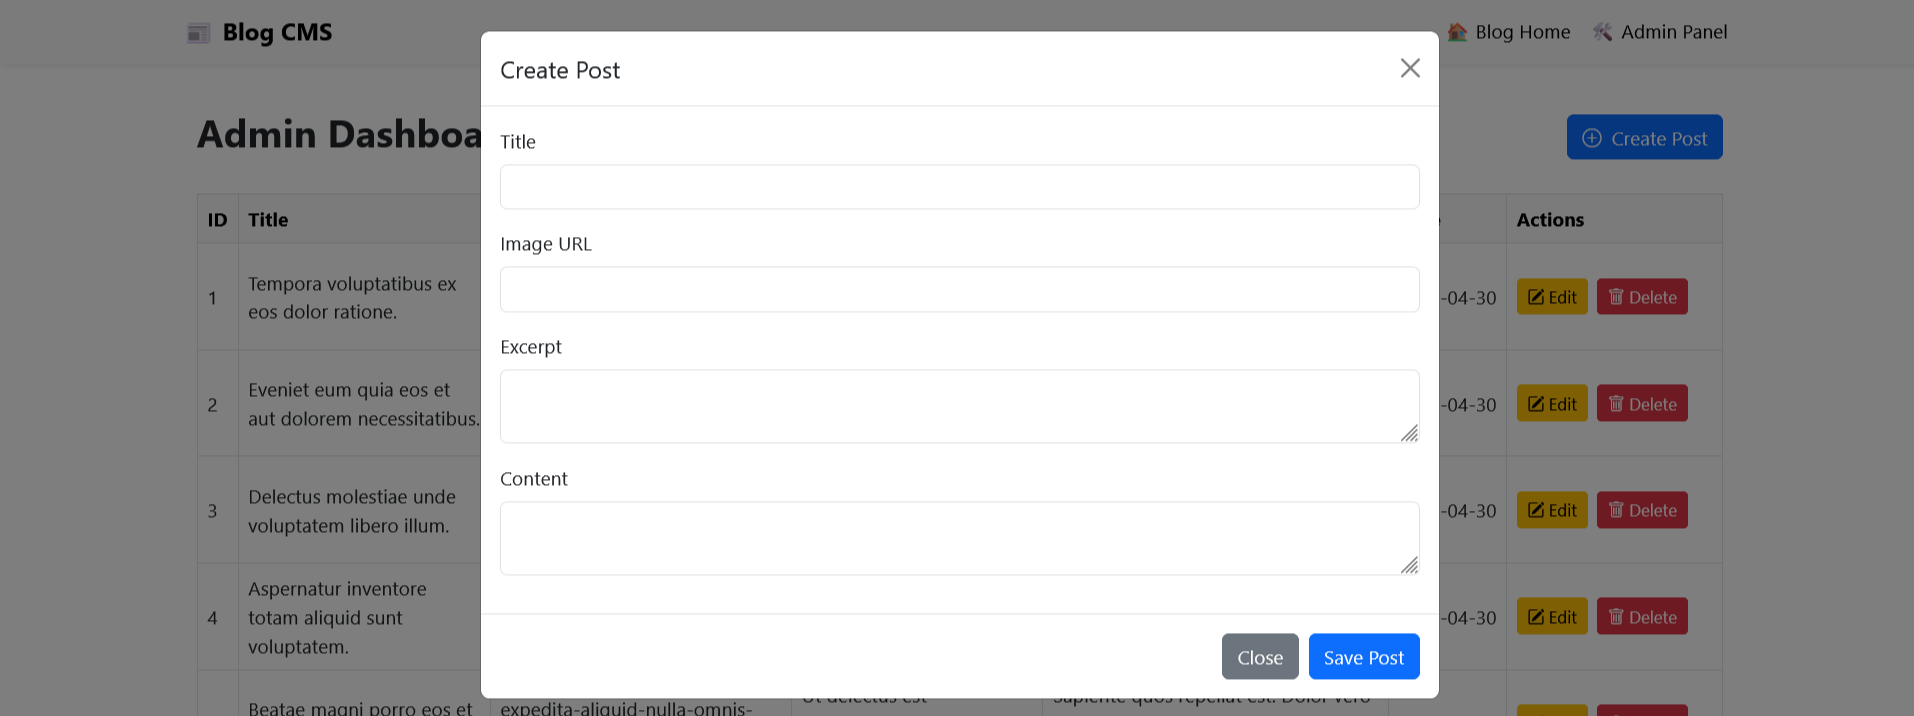 Blog CMS
Blog Home
Admin Panel
Create Post
Admin
Create Post
Title
Image URL
Excerpt
Content
Close
Save Post
ID
Title
Actions
1
Tempora voluptatibus ex
eos dolor ratione.
-04-30
Edit
Delete
2
Eveniet eum quia eos et
aut dolorem necessitatibus.
-04-30
Edit
Delete
3
Delectus molestiae unde
voluptatem libero illum.
-04-30
Edit
Delete
4
Aspernatur inventore
totam aliquid sunt
voluptatem.
-04-30
Edit
Delete
Beatae magni porro eos et
expedita-aliquid-nulla-omnis-